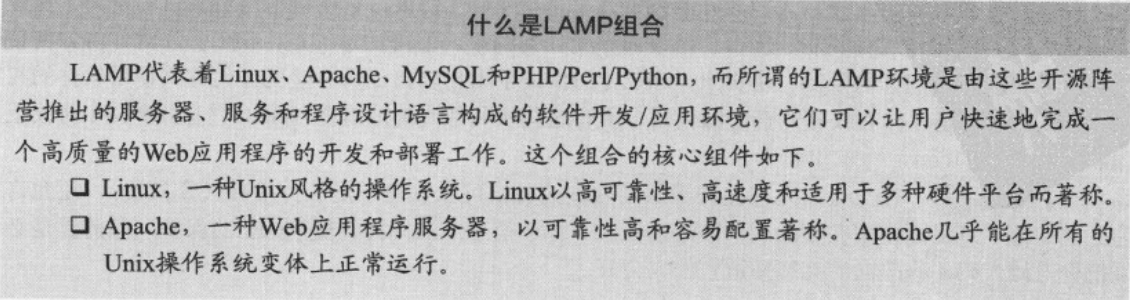 什么是LAMP组合
LAMP代表着Linux、Apache、MySQL和PHP/Perl/Python，而所谓的LAMP环境是由这些开源阵
营推出的服务器、服务和程序设计语言构成的软件开发/应用环境，它们可以让用户快速地完成一
个高质量的Web应用程序的开发和部署工作。这个组合的核心组件如下。
❑ Linux，一种Unix风格的操作系统。Linux以高可靠性、高速度和适用于多种硬件平台而著称。
❑ Apache，一种Web应用程序服务器，以可靠性高和容易配置著称。Apache几乎能在所有的
Unix操作系统变体上正常运行。